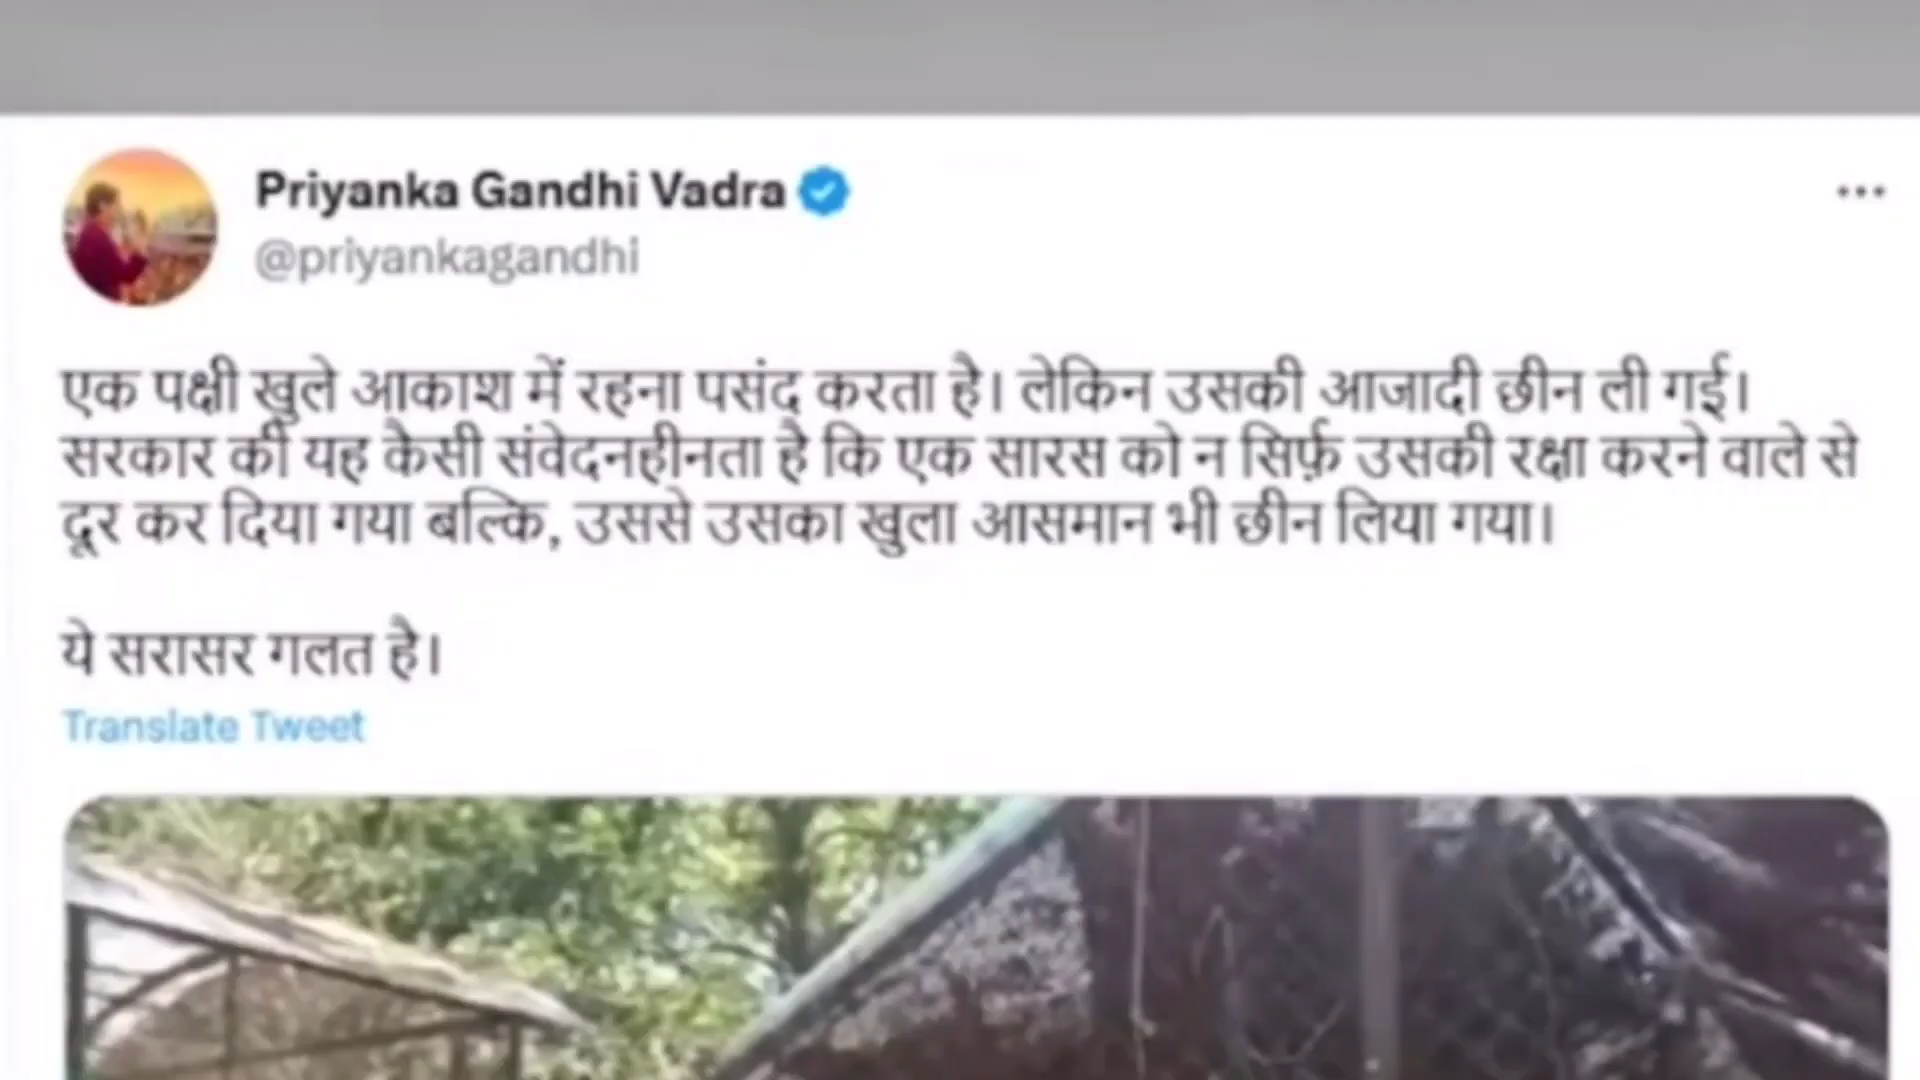 Priyanka Gandhi Vadra
@priyankagandhi
एक पक्षी खुले आकाश में रहना पसंद करता है। लेकिन उसकी आजादी छीन ली गई।
सरकार की यह कैसी संवेदनहीनता है कि एक सारस को न सिर्फ़ उसकी रक्षा करने वाले से
दूर कर दिया गया बल्कि, उससे उसका खुला आसमान भी छीन लिया गया।
ये सरासर गलत है।
Translate Tweet